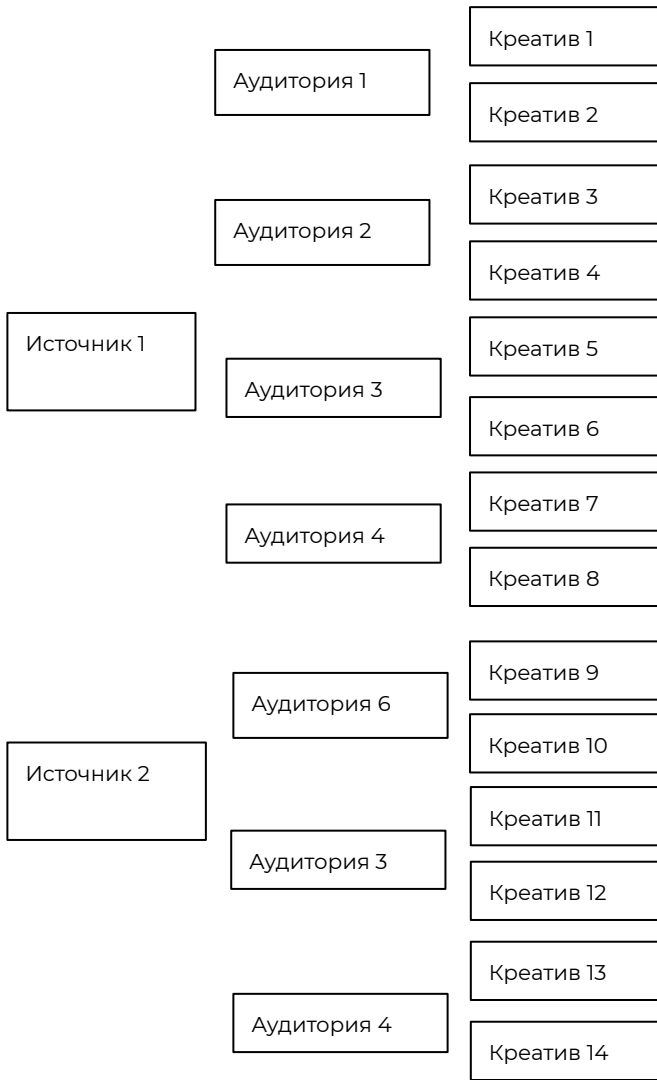 Источник 1
Аудитория 1
Креатив 1
Креатив 2
Аудитория 2
Креатив 3
Креатив 4
Аудитория 3
Креатив 5
Креатив 6
Аудитория 4
Креатив 7
Креатив 8
Источник 2
Аудитория 6
Креатив 9
Креатив 10
Аудитория 3
Креатив 11
Креатив 12
Аудитория 4
Креатив 13
Креатив 14